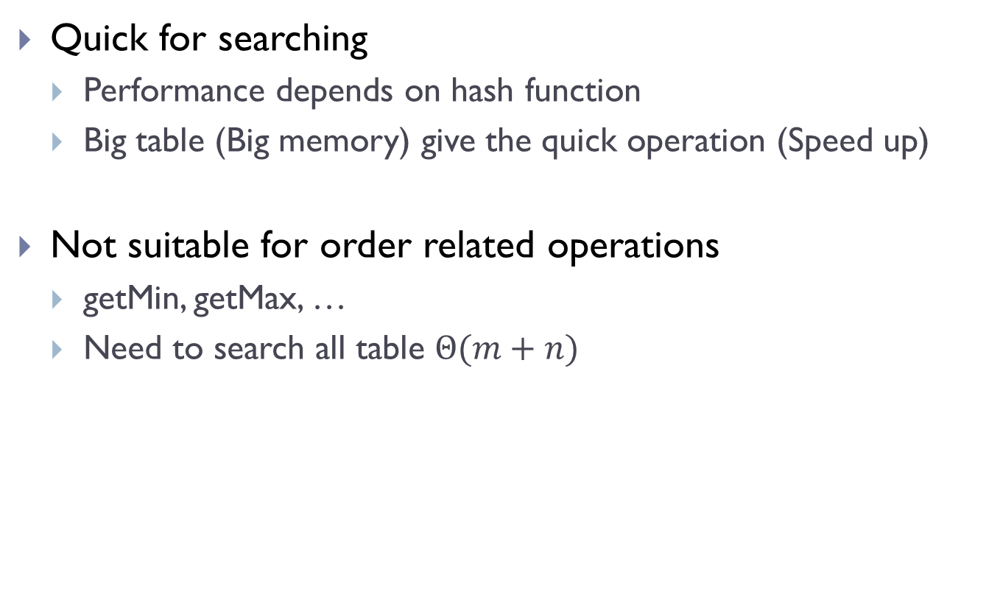 Quick for searching
Performance depends on hash function
Big table (Big memory) give the quick operation (Speed up)
Not suitable for order related operations
getMin, getMax, …
Need to search all table Θ(m + n)